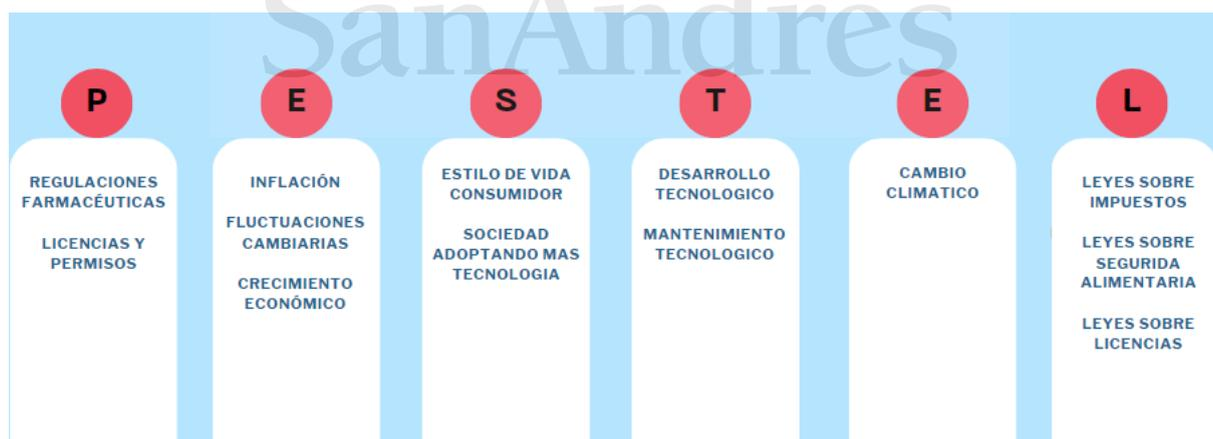 SanAndres
P
REGULACIONES
FARMACÉUTICAS
LICENCIAS Y
PERMISOS
E
INFLACIÓN
FLUCTUACIONES
CAMBIARIAS
CRECIMIENTO
ECONÓMICO
S
ESTILO DE VIDA
CONSUMIDOR
SOCIEDAD
ADOPTANDO MAS
TECNOLOGIA
T
DESARROLLO
TECNOLOGICO
MANTENIMIENTO
TECNOLOGICO
E
CAMBIO
CLIMATICO
L
LEYES SOBRE
IMPUESTOS
LEYES SOBRE
SEGURIDA
ALIMENTARIA
LEYES SOBRE
LICENCIAS